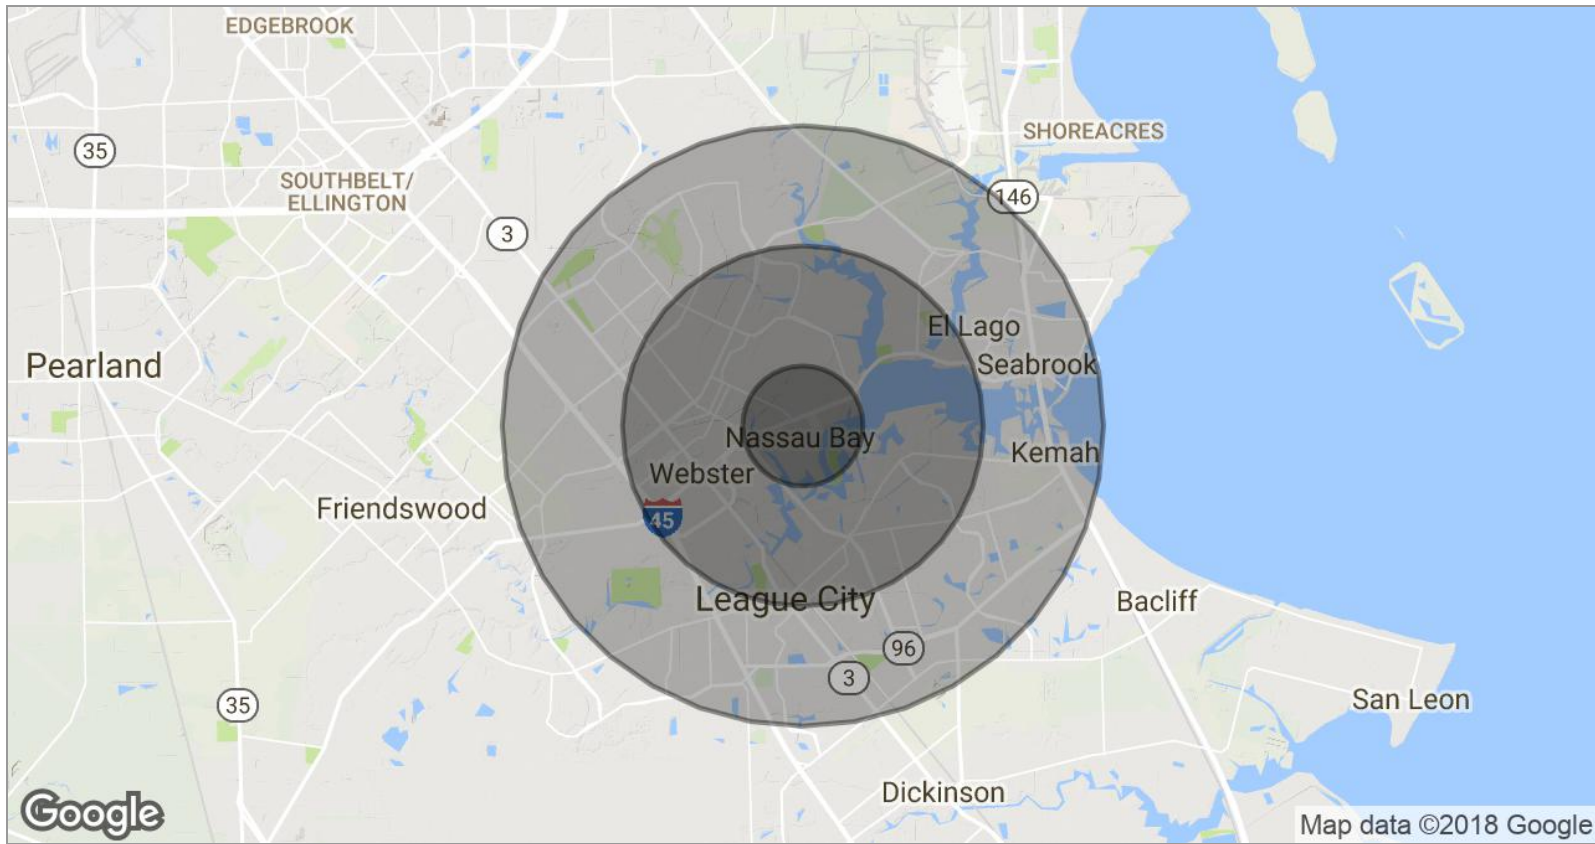 EDGEBROOK
SHOREACRES
35
SOUTHBELT/
ELLINGTON
146
3
El Lago
Pearland
Seabrook
Nassau Bay
Kemah
Webster
Friendswood
45
League City
Bacliff
96
3
35
San Leon
Dickinson
Google
Map data ©2018 Google